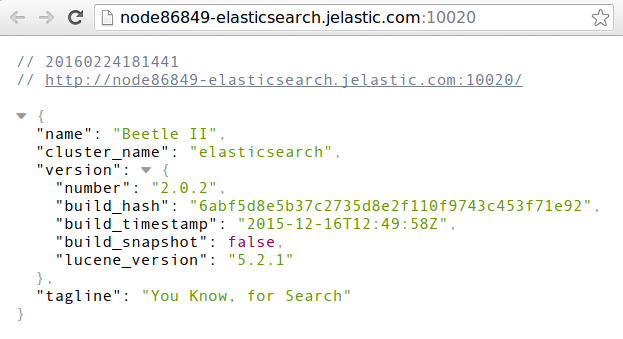 node86849-elasticsearch.jelastic.com:10020
// 20160224181441
// http://node86849-elasticsearch.jelastic.com:10020/
{
"name": "Beetle II",
"cluster_name": "elasticsearch",
"version": {
"number": "2.0.2",
"build_hash": "6abf5d8e5b37c2735d8e2f110f9743c453f71e92",
"build_timestamp": "2015-12-16T12:49:58Z",
"build_snapshot": false,
"lucene_version": "5.2.1"
},
"tagline": "You Know, for Search"
}